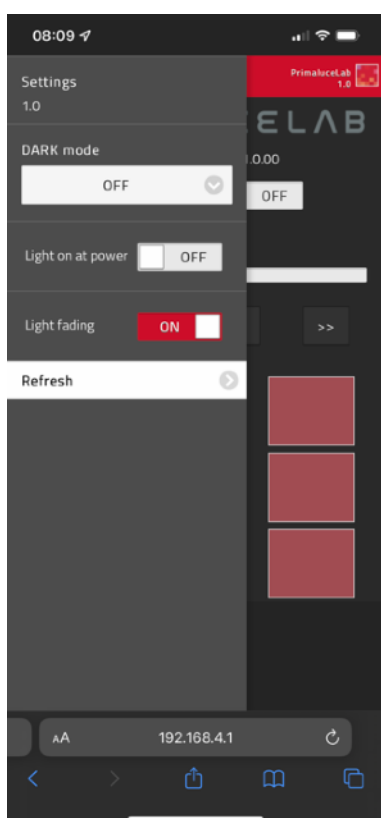 08:09
Settings
1.0
PrimaluceLab
1.0
ELAB
DARK mode
1.0.00
OFF
OFF
Light on at power
OFF
Light fading
ON
>>
Refresh
AA
192.168.4.1